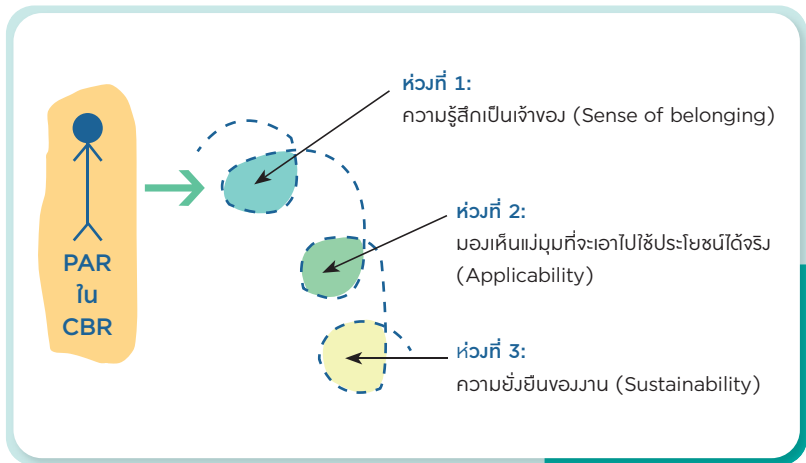 PAR
ใน
CBR
ห่วงที่ 1:
ความรู้สึกเป็นเจ้าของ (Sense of belonging)
ห่วงที่ 2:
มองเห็นแง่มุมที่จะเอาไปใช้ประโยชน์ได้จริง
(Applicability)
ห่วงที่ 3:
ความยั่งยืนของงาน (Sustainability)